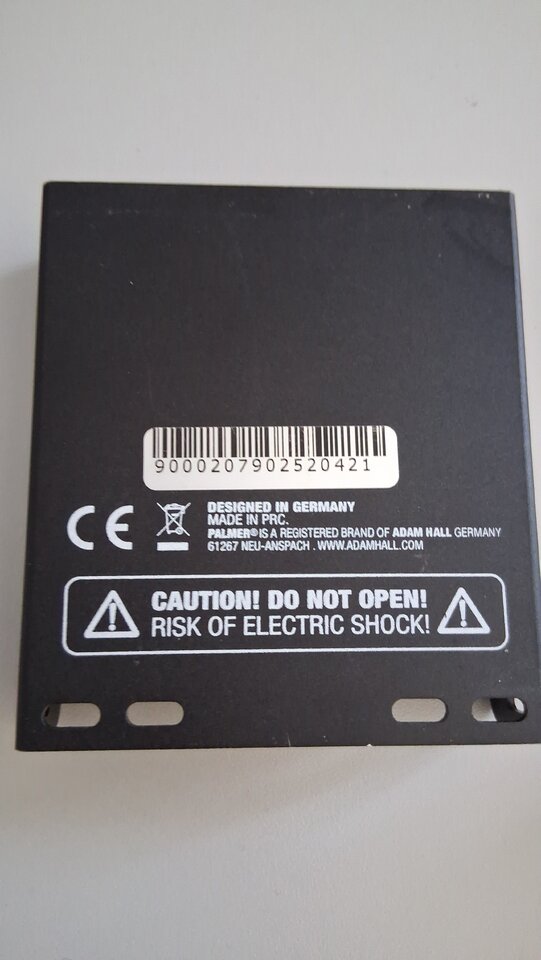 9000207902520421
CE
DESIGNED IN GERMANY
MADE IN PRC.
PALMER® IS A REGISTERED BRAND OF ADAM HALL GERMANY
61267 NEU-ANSPACH . WWW.ADAMHALL.COM
CAUTION! DO NOT OPEN!
RISK OF ELECTRIC SHOCK!